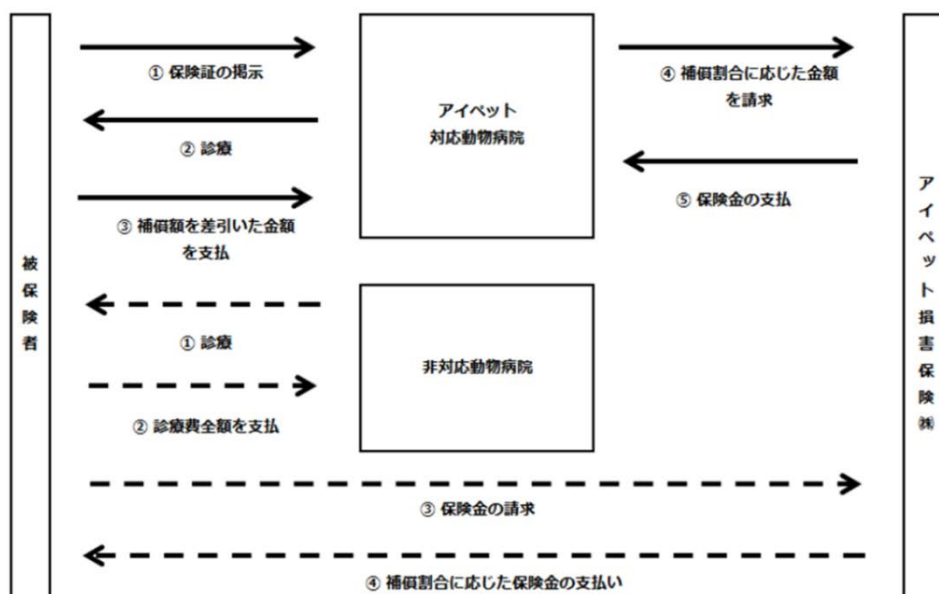 ① 保険証の掲示
② 診療
③ 補償額を差引いた金額
を支払
アイペット
対応動物病院
④ 補償割合に応じた金額
を請求
⑤ 保険金の支払
被保険者
① 診療
② 診療費全額を支払
非対応動物病院
③ 保険金の請求
④ 補償割合に応じた保険金の支払い
アイペット損害保険㈱